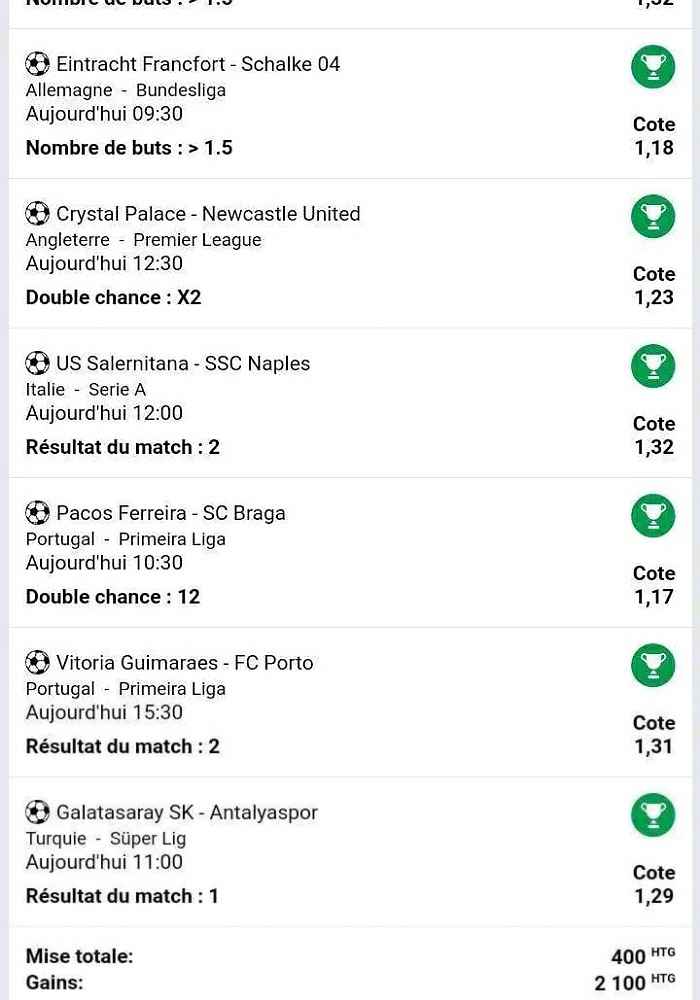 Nombre de buts : > 1.5
1,32
Eintracht Francfort - Schalke 04
Allemagne - Bundesliga
Aujourd'hui 09:30
Cote
Nombre de buts : > 1.5
1,18
Crystal Palace - Newcastle United
Angleterre - Premier League
Aujourd'hui 12:30
Cote
Double chance : X2
1,23
US Salernitana - SSC Naples
Italie - Serie A
Aujourd'hui 12:00
Cote
Résultat du match : 2
1,32
Pacos Ferreira - SC Braga
Portugal - Primeira Liga
Aujourd'hui 10:30
Cote
Double chance : 12
1,17
Vitoria Guimaraes - FC Porto
Portugal - Primeira Liga
Aujourd'hui 15:30
Cote
Résultat du match : 2
1,31
Galatasaray SK - Antalyaspor
Turquie - Süper Lig
Aujourd'hui 11:00
Cote
Résultat du match : 1
1,29
Mise totale: 400 HTG
Gains: 2 100 HTG